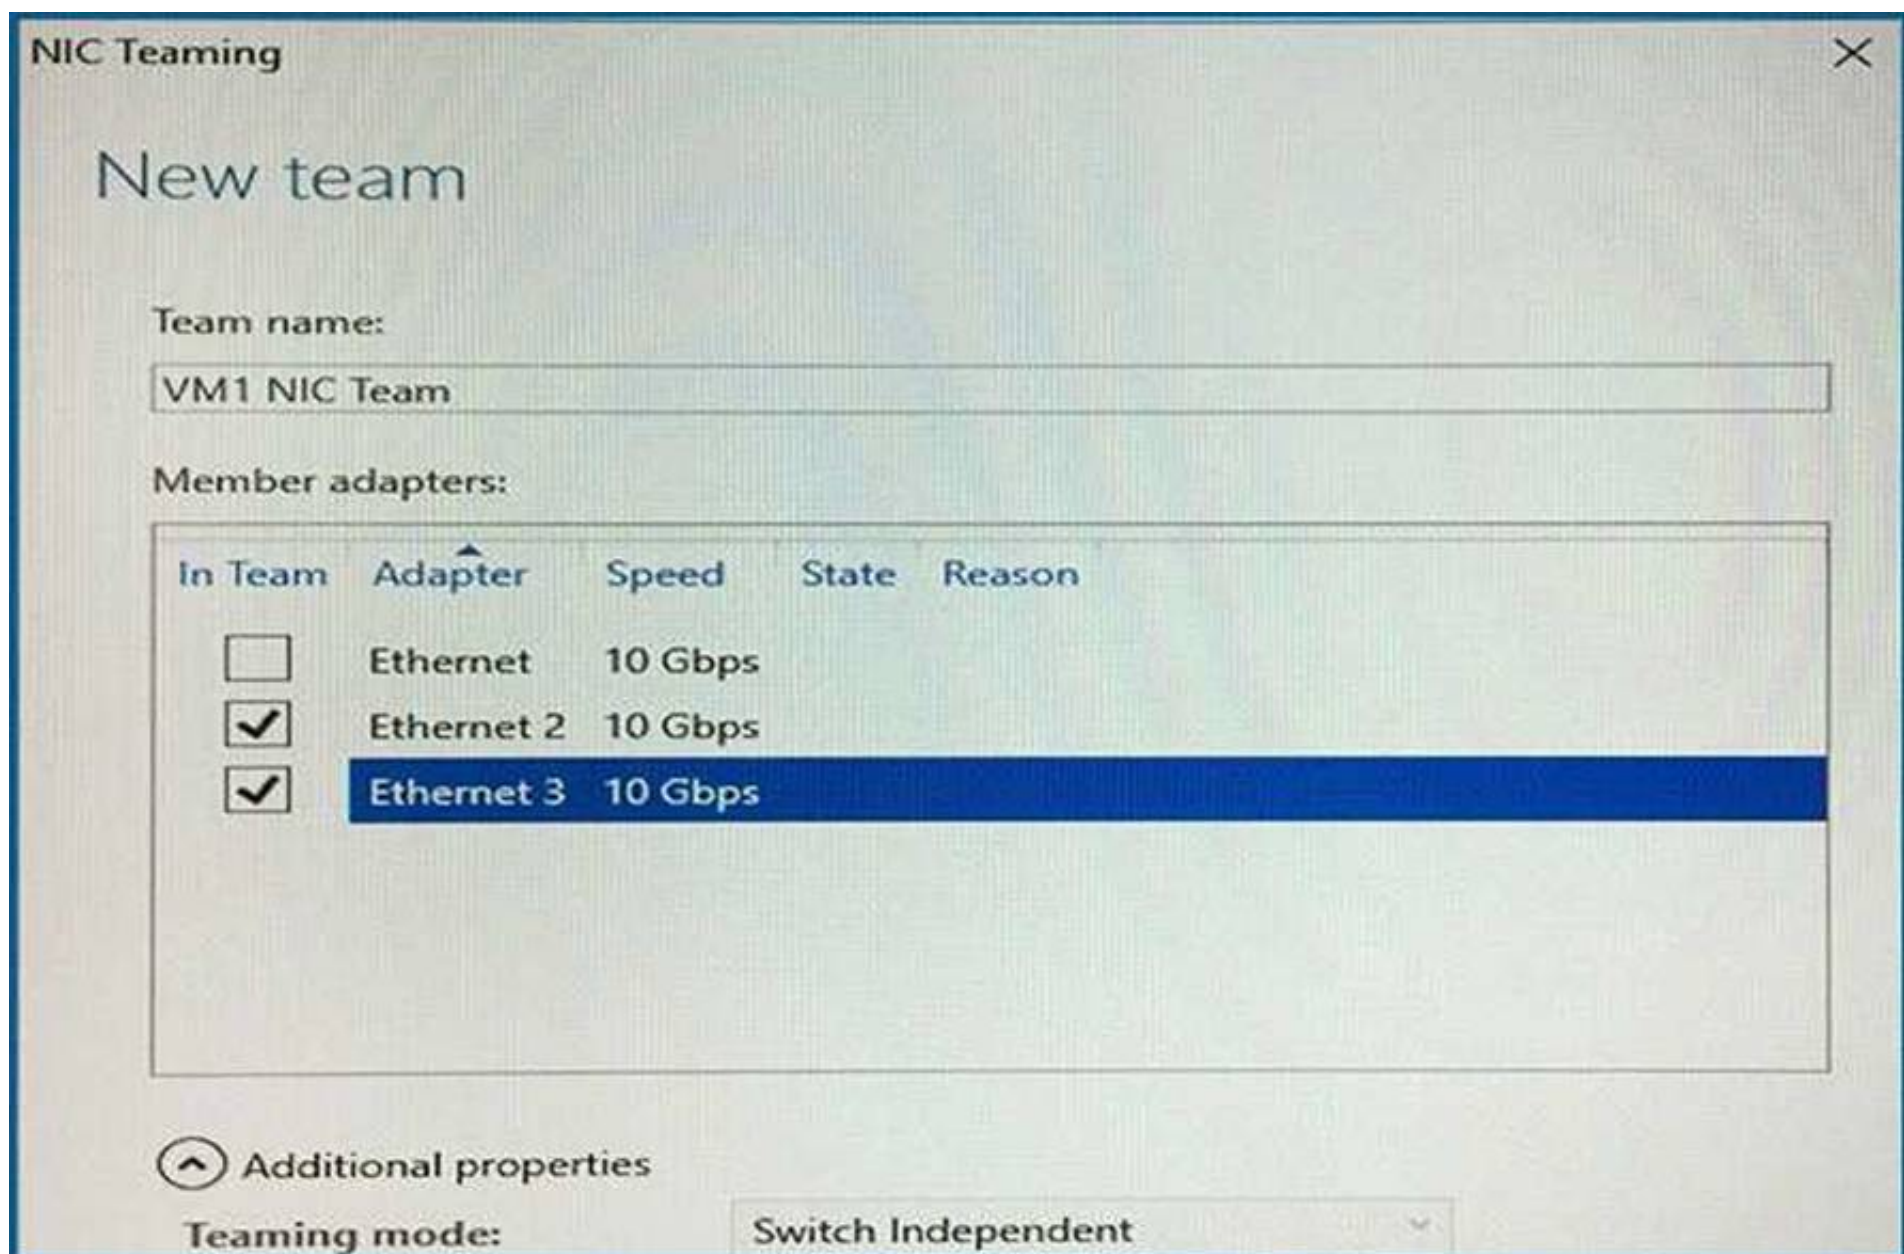 NIC Teaming
New team
Team name:
VM1 NIC Team
Member adapters:
In Team Adapter Speed State Reason
Ethernet 10 Gbps
Ethernet 2 10 Gbps
Ethernet 3 10 Gbps
Additional properties
Teaming mode: Switch Independent